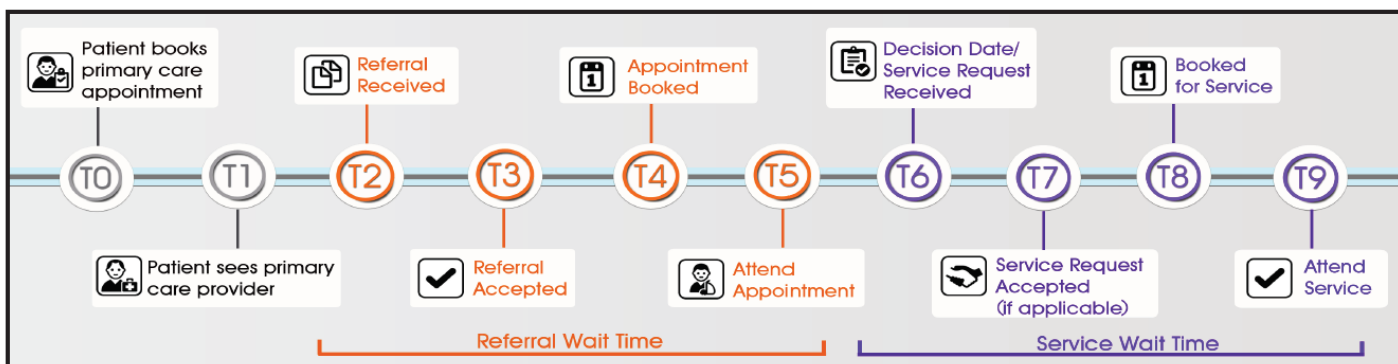 Patient books
primary care
appointment
Referral
Received
Appointment
Booked
Decision Date/
Service Request
Received
Booked
for Service
1
1
T0
T1
T2
T3
T4
T5
T6
T7
T8
T9
Patient sees primary
care provider
Referral
Accepted
Attend
Appointment
Service Request
Accepted
(if applicable)
Attend
Service
Referral Wait Time
Service Wait Time